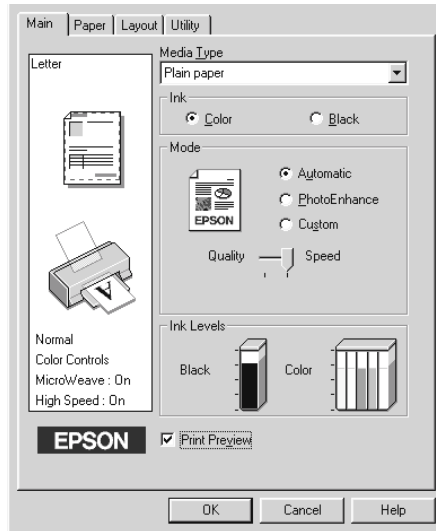 Main Paper Layout Utility
Letter
Media Type
Plain paper
Ink
Color Black
Mode
EPSON
Automatic
PhotoEnhance
Custom
Quality Speed
A
Normal
Color Controls
MicroWeave : On
High Speed : On
Ink Levels
Black Color
EPSON
Print Preview
OK Cancel Help